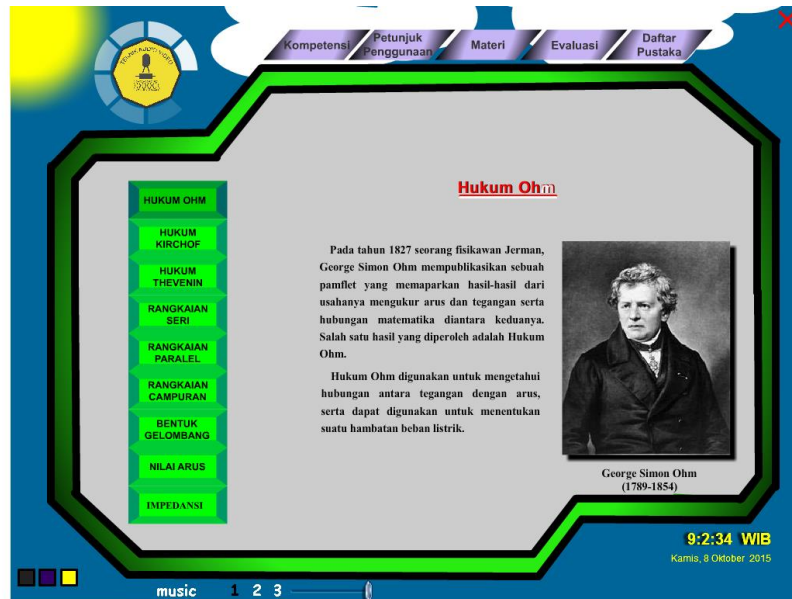 TEKNIK AUDIO VIDEO
Kompetensi
Petunjuk
Penggunaan
Materi
Evaluasi
Daftar
Pustaka
Hukum Ohm
HUKUM OHM
HUKUM
KIRCHOF
HUKUM
THEVENIN
RANGKAIAN
SERI
RANGKAIAN
PARALEL
RANGKAIAN
CAMPURAN
BENTUK
GELOMBANG
NILAI ARUS
IMPEDANSI
Pada tahun 1827 seorang fisikawan Jerman,
George Simon Ohm mempublikasikan sebuah
pamflet yang memaparkan hasil-hasil dari
usahanya mengukur arus dan tegangan serta
hubungan matematika diantara keduanya.
Salah satu hasil yang diperoleh adalah Hukum
Ohm.
Hukum Ohm digunakan untuk mengetahui
hubungan antara tegangan dengan arus,
serta dapat digunakan untuk menentukan
suatu hambatan beban listrik.
George Simon Ohm
(1789-1854)
9:2:34 WIB
Kamis, 8 Oktober 2015
music 1 2 3